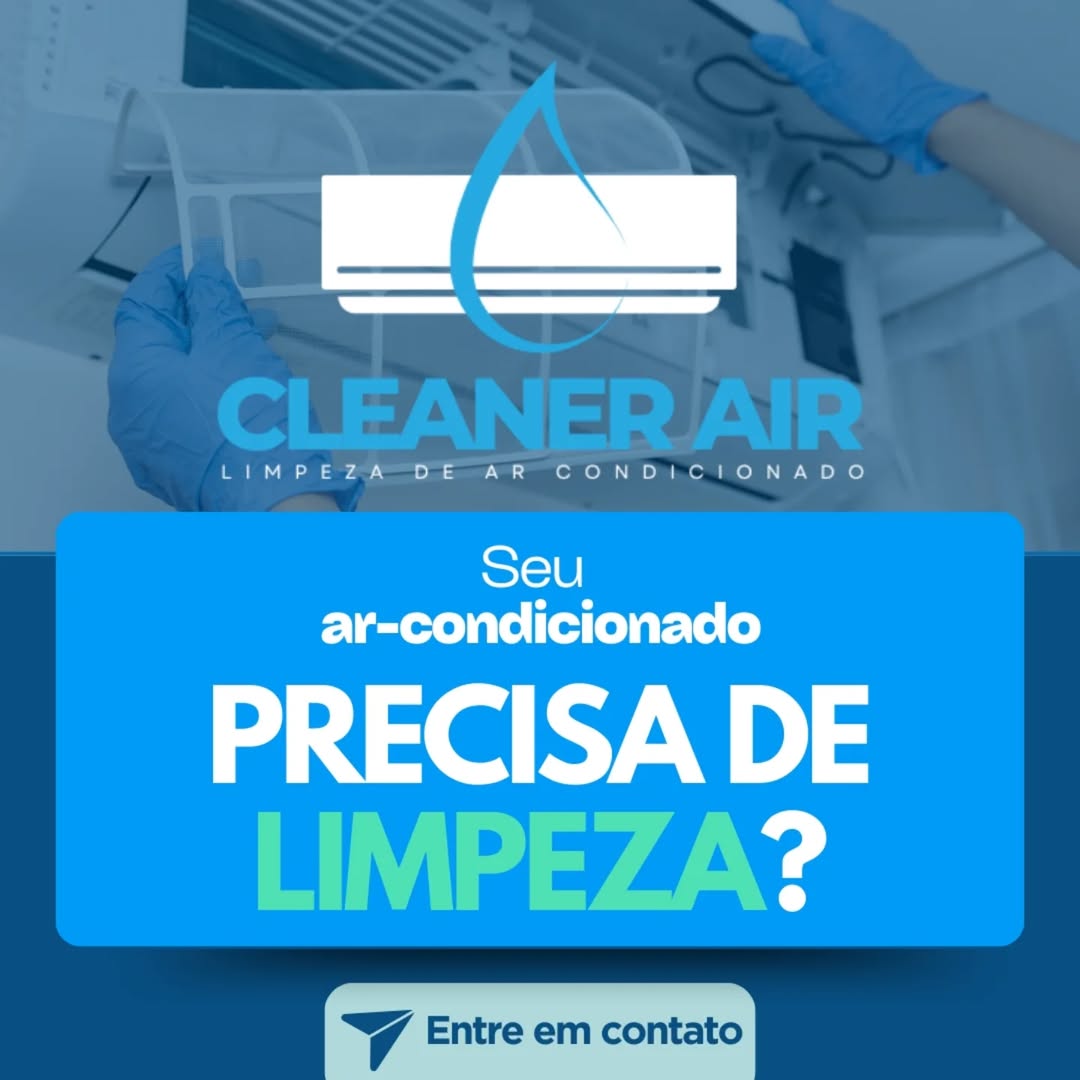 CLEANER AIR
LIMPEZA DE AR CONDICIONADO
Seu
ar-condicionado
PRECISA DE
LIMPEZA?
Entre em contato